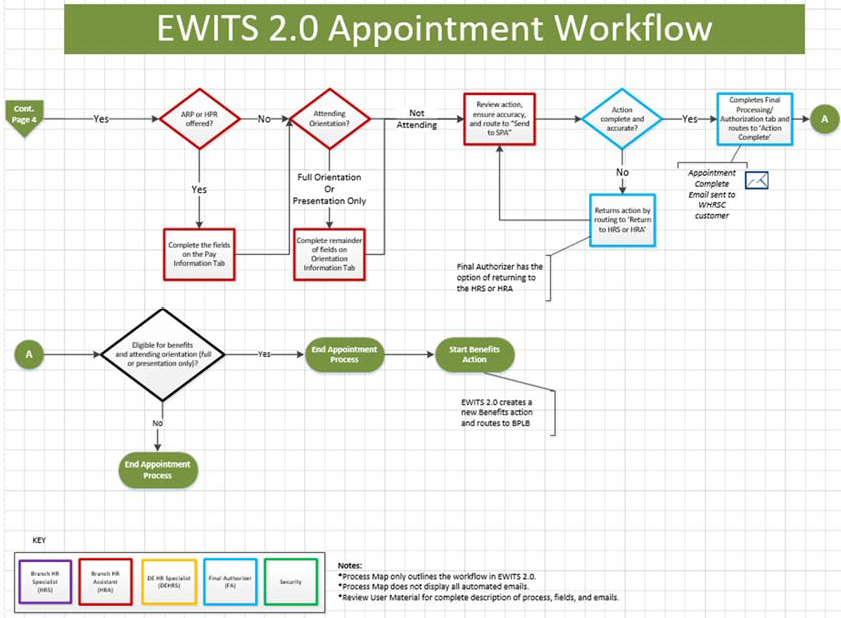 EWITS 2.0 Appointment Workflow
Cont.
Page 4
Yes
ARP or HPR
offered?
No
Attending
Orientation?
Not
Attending
Review action,
ensure accuracy,
and route to "Send
to SPA"
Action
complete and
accurate?
Yes
Completes Final
Processing/
Authorization tab and
routes to 'Action
Complete'
A
Yes
Full Orientation
Or
Presentation Only
No
Appointment
Complete
Email sent to
WHRSC
customer
Complete the fields
on the Pay
Information Tab
Complete remainder
of fields on
Orientation
Information Tab
Returns action by
routing to 'Return
to HRS or HRA'
Final Authorizer has the
option of returning to
the HRS or HRA
A
Eligible for benefits
and attending orientation (full
or presentation only)?
Yes
End Appointment
Process
Start Benefits
Action
EWITS 2.0 creates a
new Benefits action
and routes to BPLB
No
End Appointment
Process
KEY
Branch HR
Specialist
(HRS)
Branch HR
Assistant
(HRA)
DE HR Specialist
(DEHRS)
Final Authorizer
(FA)
Security
Notes:
*Process Map only outlines the workflow in EWITS 2.0.
*Process Map does not display all automated emails.
*Review User Material for complete description of process, fields, and emails.